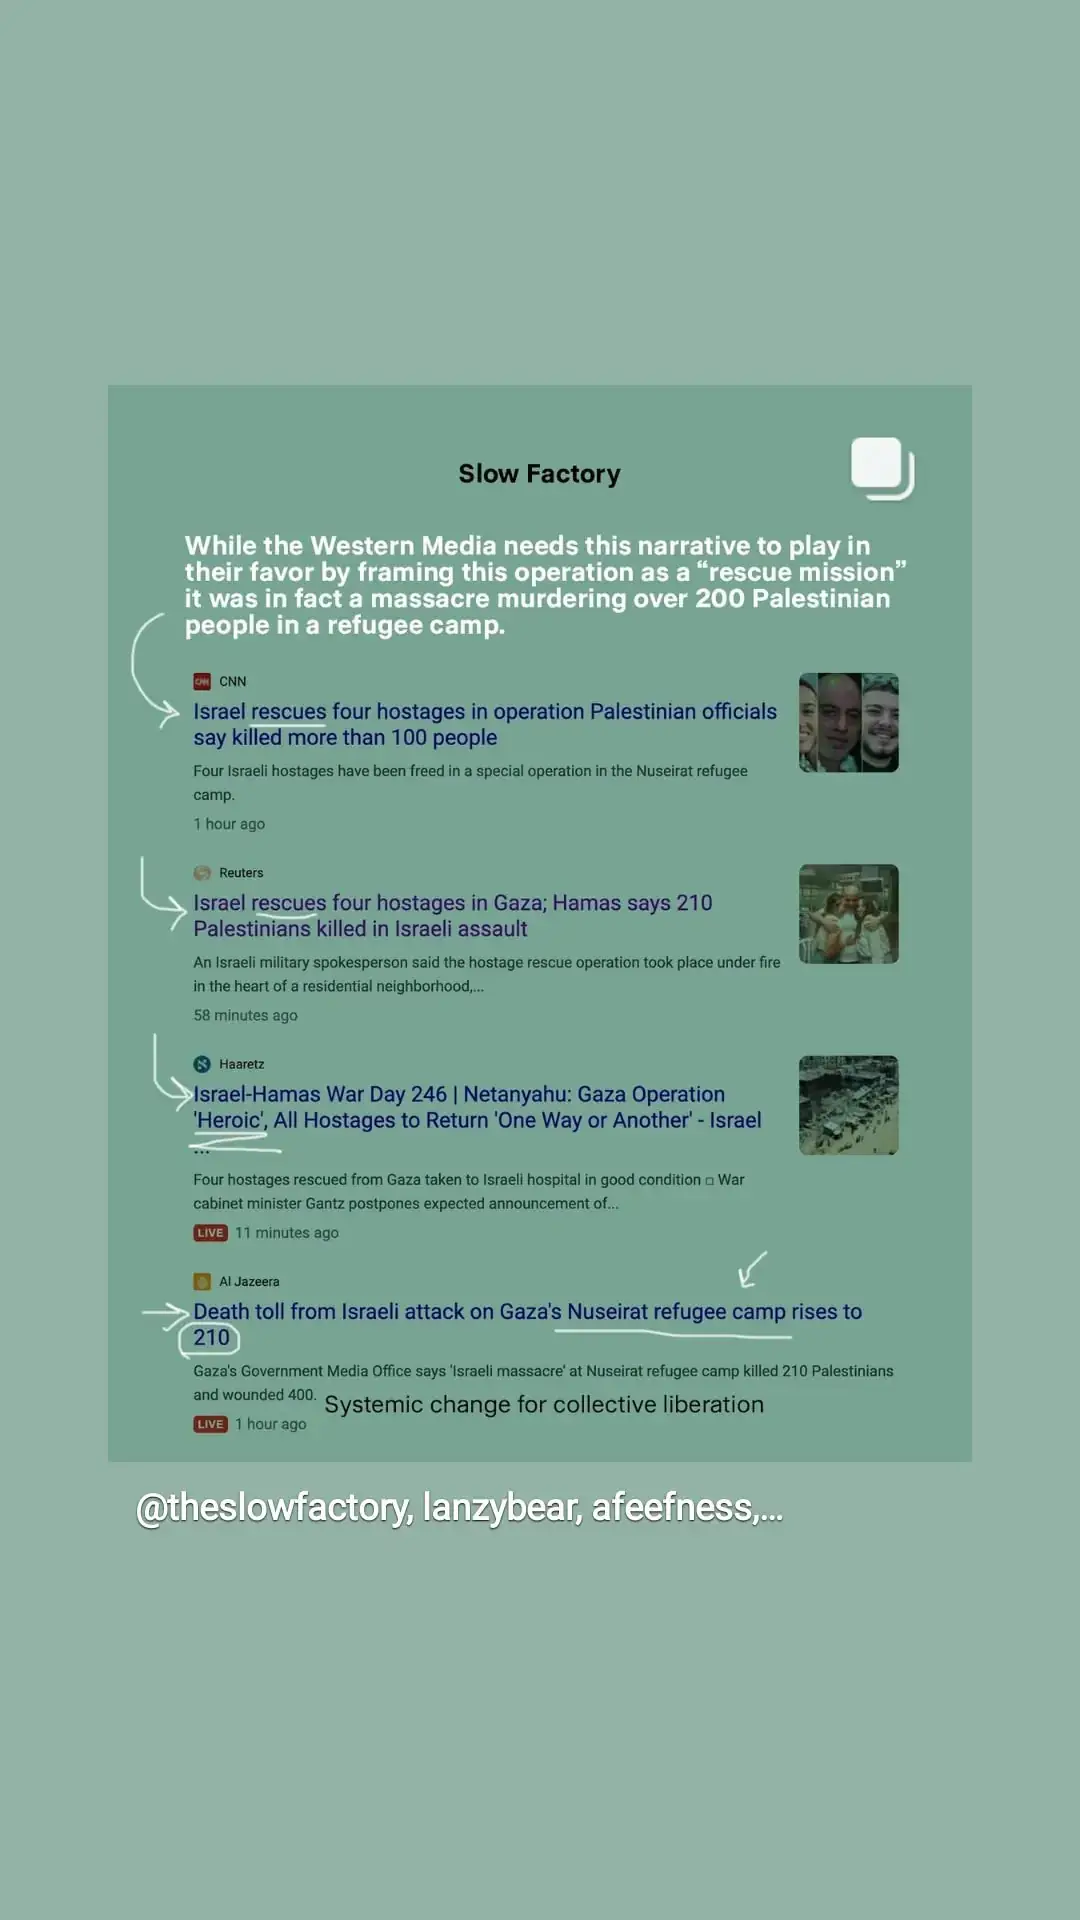 Slow Factory
While the Western Media needs this narrative to play in
their favor by framing this operation as a “rescue mission”
it was in fact a massacre murdering over 200 Palestinian
people in a refugee camp.
CNN
Israel rescues four hostages in operation Palestinian officials
say killed more than 100 people
Four Israeli hostages have been freed in a special operation in the Nuseirat refugee
camp.
1 hour ago
Reuters
Israel rescues four hostages in Gaza; Hamas says 210
Palestinians killed in Israeli assault
An Israeli military spokesperson said the hostage rescue operation took place under fire
in the heart of a residential neighborhood,...
58 minutes ago
Haaretz
Israel-Hamas War Day 246 | Netanyahu: Gaza Operation
'Heroic', All Hostages to Return 'One Way or Another' - Israel
...
Four hostages rescued from Gaza taken to Israeli hospital in good condition □ War
cabinet minister Gantz postpones expected announcement of...
LIVE 11 minutes ago
Al Jazeera
Death toll from Israeli attack on Gaza's Nuseirat refugee camp rises to
210
Gaza's Government Media Office says 'Israeli massacre' at Nuseirat refugee camp killed 210 Palestinians
and wounded 400.
Systemic change for collective liberation
LIVE 1 hour ago
@theslowfactory, lanzybear, afeefness,...